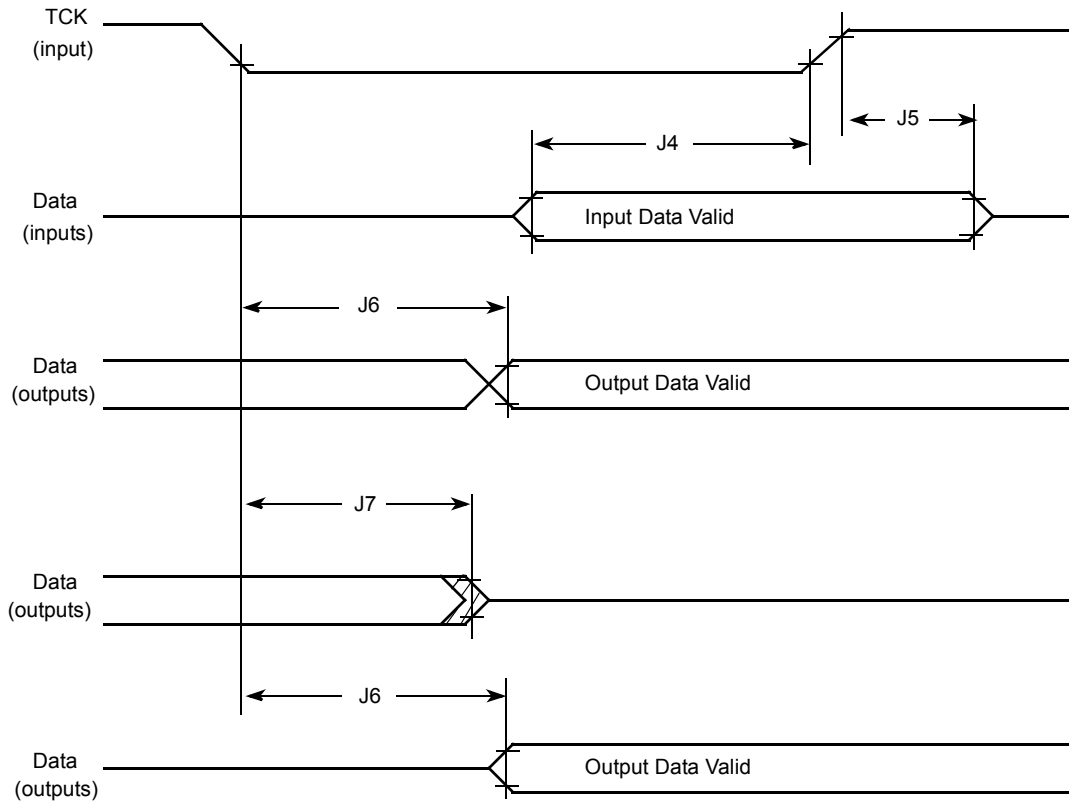 TCK
(input)
J5
J4
Data
(inputs)
Input Data Valid
J6
Data
(outputs)
Output Data Valid
J7
Data
(outputs)
J6
Data
(outputs)
Output Data Valid